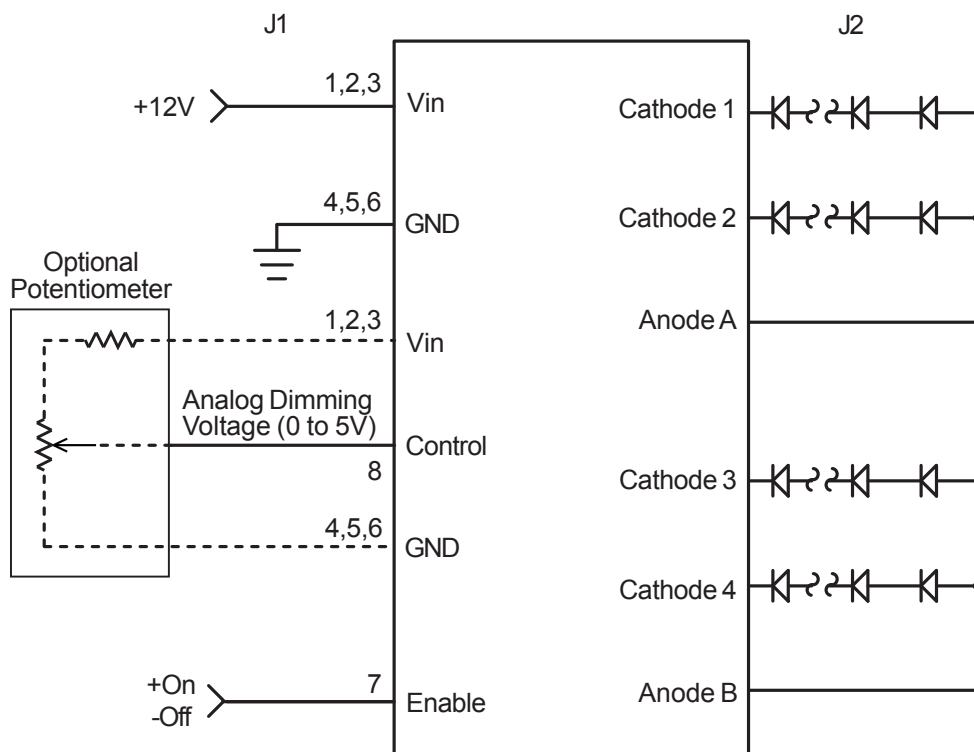 J1
J2
1,2,3
+12V
Vin
Cathode 1
4,5,6
GND
Cathode 2
Optional
Potentiometer
1,2,3
Vin
Anode A
Analog Dimming
Voltage (0 to 5V)
Control
8
Cathode 3
4,5,6
GND
Cathode 4
+On
-Off
7
Enable
Anode B